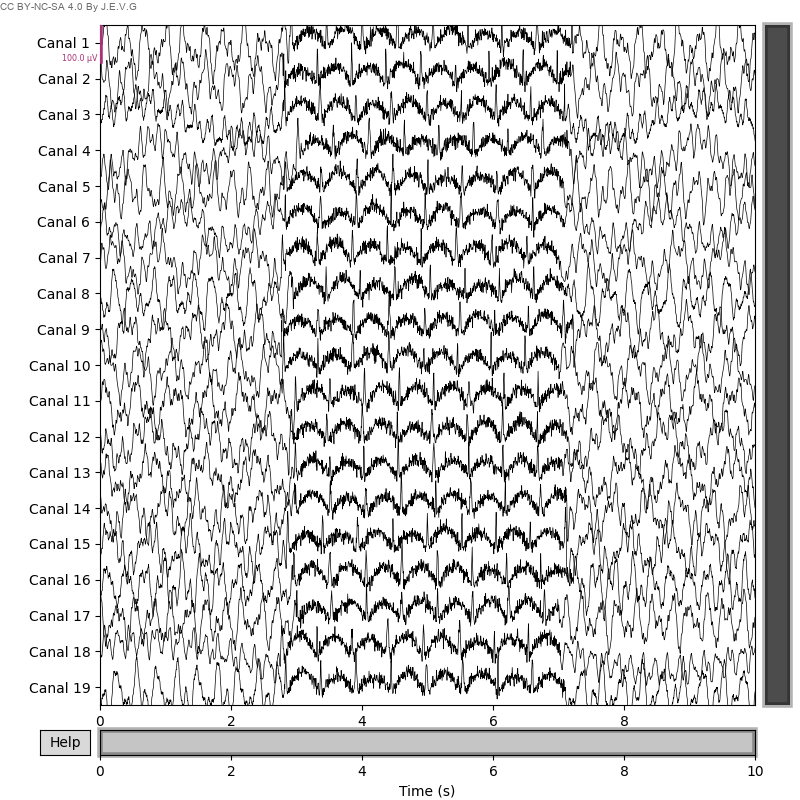 CC BY-NC-SA 4.0 By J.E.V.G
Canal 1
100.0 µV
Canal 2
Canal 3
Canal 4
Canal 5
Canal 6
Canal 7
Canal 8
Canal 9
Canal 10
Canal 11
Canal 12
Canal 13
Canal 14
Canal 15
Canal 16
Canal 17
Canal 18
Canal 19
0 2 4 6 8
Help
0 2 4 6 8 10
Time (s)